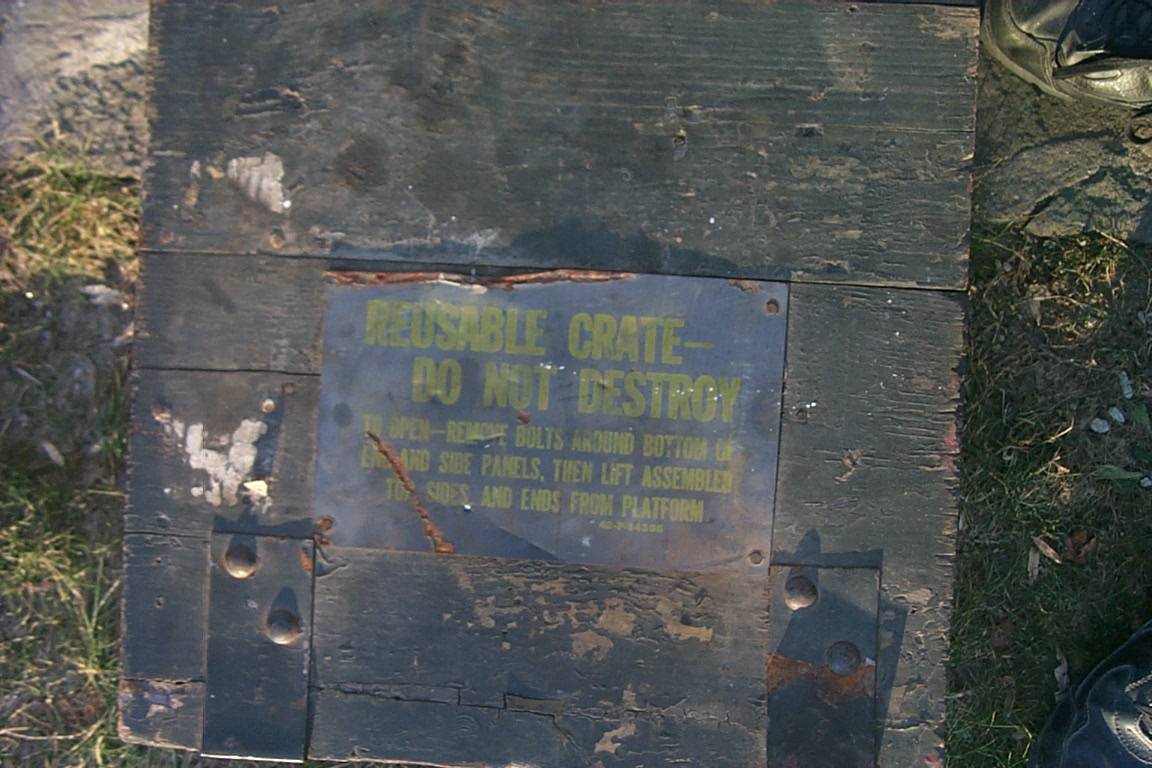 REUSABLE CRATE—
DO NOT DESTROY
TO OPEN—REMOVE BOLTS AROUND BOTTOM OF
END AND SIDE PANELS, THEN LIFT ASSEMBLED
TOP, SIDES, AND ENDS FROM PLATFORM